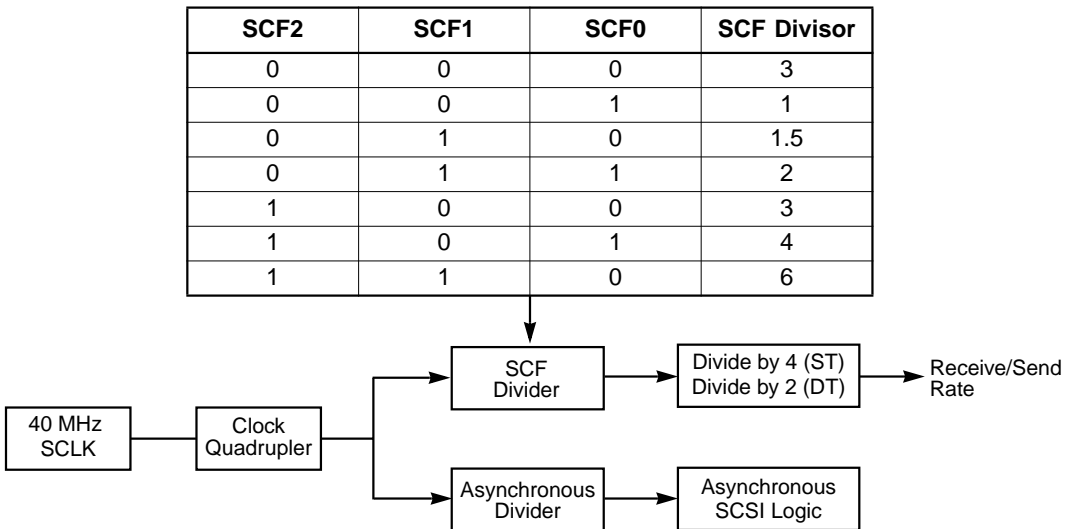 SCF2 SCF1 SCF0 SCF Divisor
0 0 0 3
0 0 1 1
0 1 0 1.5
0 1 1 2
1 0 0 3
1 0 1 4
1 1 0 6
SCF
Divider
Divide by 4 (ST)
Divide by 2 (DT)
Receive/Send
Rate
40 MHz
SCLK
Clock
Quadrupler
Asynchronous
Divider
Asynchronous
SCSI Logic